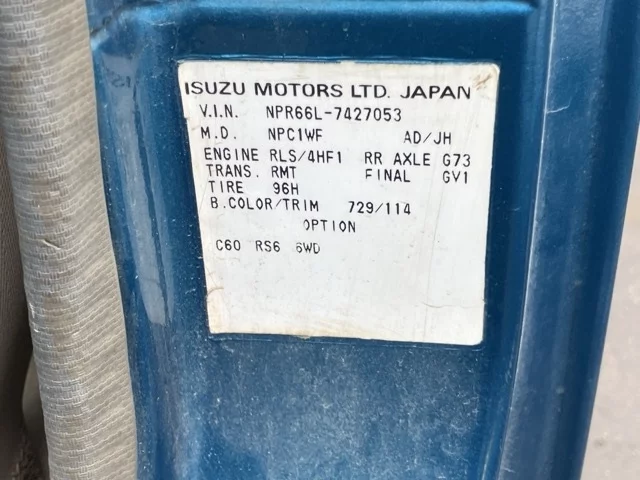 ISUZU MOTORS LTD. JAPAN
V.I.N. NPR66L-7427053
M.D. NPC1WF AD/JH
ENGINE RLS/4HF1 RR AXLE G73
TRANS. RMT FINAL GV1
TIRE 96H
B.COLOR/TRIM 729/114
OPTION
C60 RS6 6WD